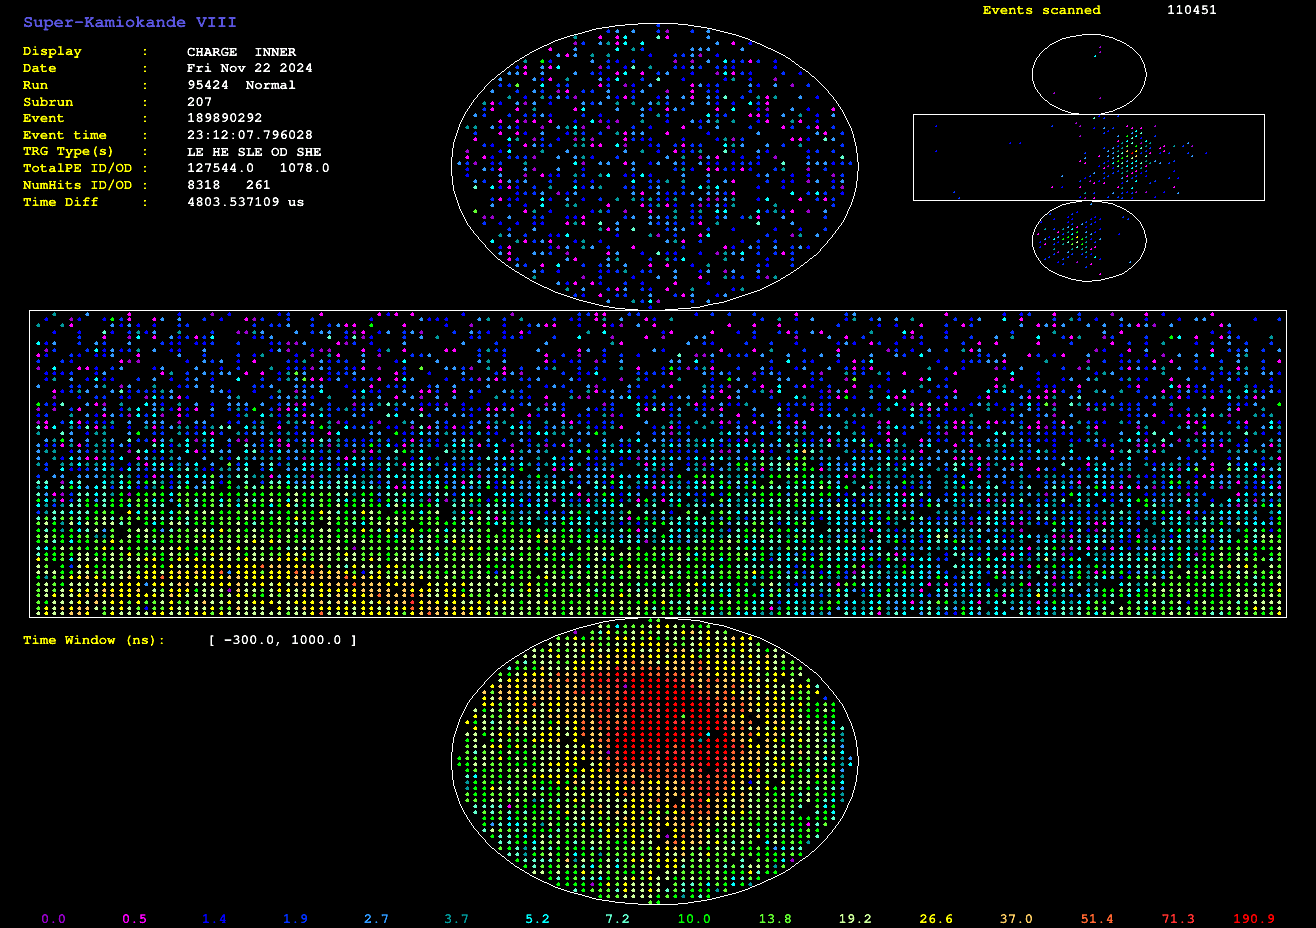 Super-Kamiokande VIII
Events scanned 110451
Display : CHARGE INNER
Date : Fri Nov 22 2024
Run : 95424 Normal
Subrun : 207
Event : 189890292
Event time : 23:12:07.796028
TRG Type(s) : LE HE SLE OD SHE
TotalPE ID/OD : 127544.0 1078.0
NumHits ID/OD : 8318 261
Time Diff : 4803.537109 us
Time Window (ns): [ -300.0, 1000.0 ]
0.0 0.5 1.4 1.9 2.7 3.7 5.2 7.2 10.0 13.8 19.2 26.6 37.0 51.4 71.3 190.9